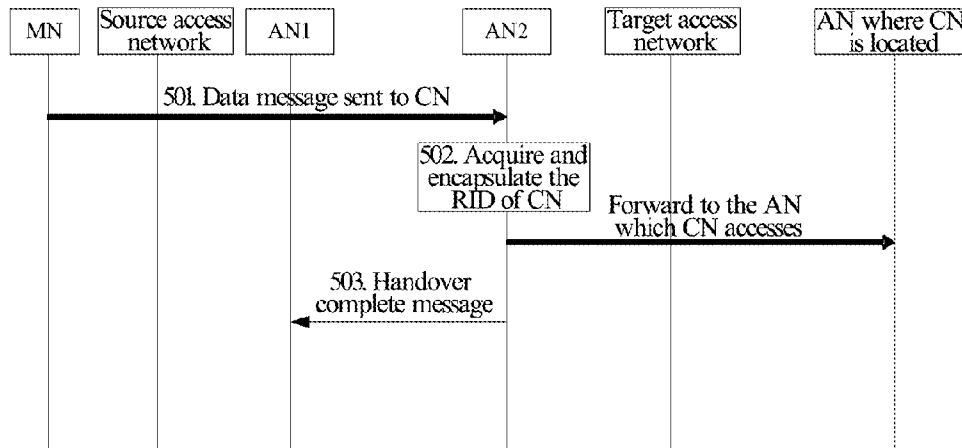 MN
Source access
network
AN1
AN2
Target access
network
AN where CN
is located
501. Data message sent to CN
502. Acquire and
encapsulate the
RID of CN
Forward to the AN
which CN accesses
503. Handover
complete message